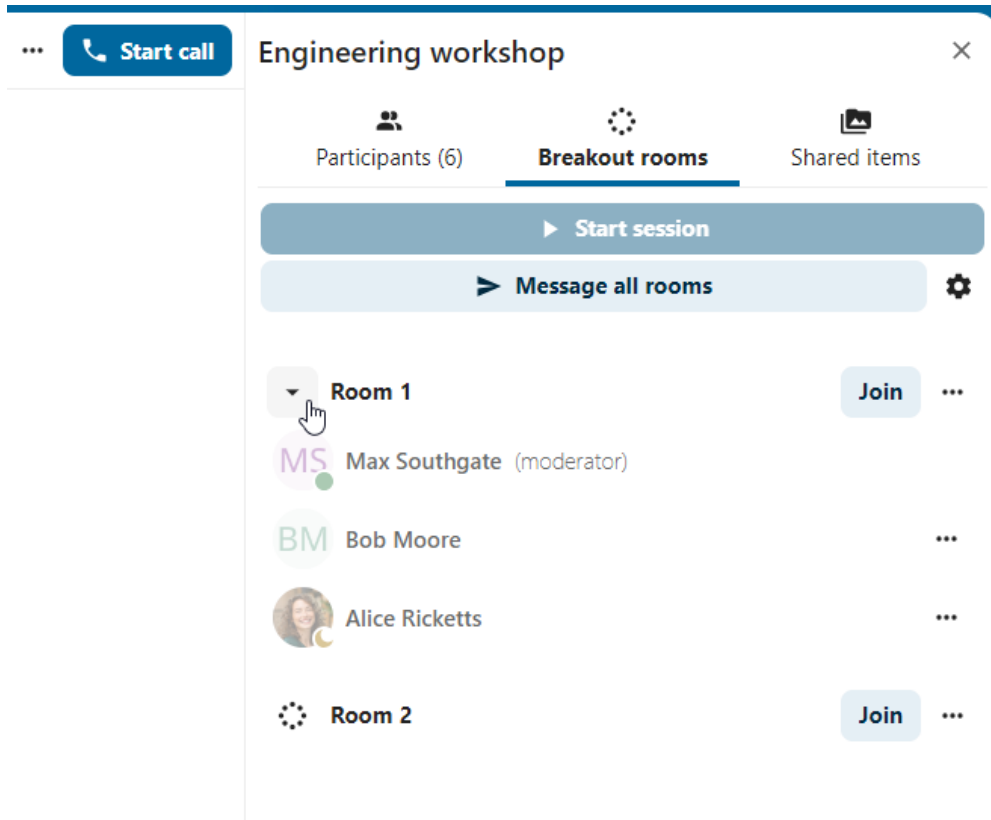 Start call
Engineering workshop
Participants (6)
Breakout rooms
Shared items
Start session
Message all rooms
Room 1
Join
MS
Max Southgate (moderator)
BM
Bob Moore
Alice Ricketts
Room 2
Join